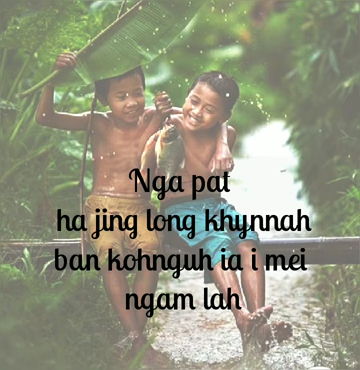 Nga pat
ha jing long khynnah
ban kohnguh ia i mei
ngam lah